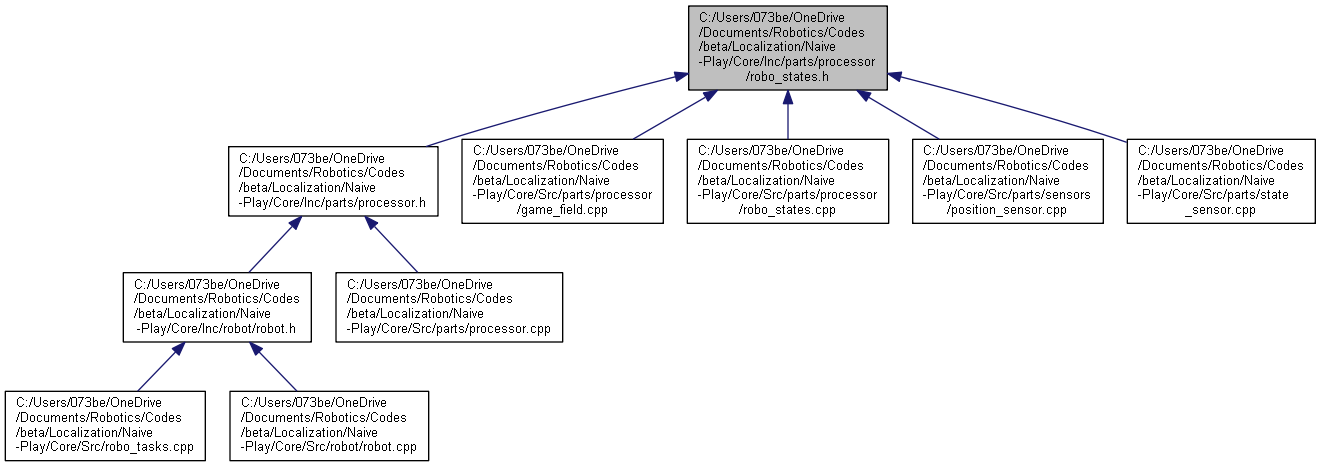 C:/Users/073be/OneDrive
/Documents/Robotics/Codes
/beta/Localization/Naive
-Play/Core/Inc/parts/processor
/robo_states.h
C:/Users/073be/OneDrive
/Documents/Robotics/Codes
/beta/Localization/Naive
-Play/Core/Inc/parts/processor.h
C:/Users/073be/OneDrive
/Documents/Robotics/Codes
/beta/Localization/Naive
-Play/Core/Src/parts/processor
/game_field.cpp
C:/Users/073be/OneDrive
/Documents/Robotics/Codes
/beta/Localization/Naive
-Play/Core/Src/parts/processor
/robo_states.cpp
C:/Users/073be/OneDrive
/Documents/Robotics/Codes
/beta/Localization/Naive
-Play/Core/Src/parts/sensors
/position_sensor.cpp
C:/Users/073be/OneDrive
/Documents/Robotics/Codes
/beta/Localization/Naive
-Play/Core/Src/parts/state
_sensor.cpp
C:/Users/073be/OneDrive
/Documents/Robotics/Codes
/beta/Localization/Naive
-Play/Core/Inc/robot/robot.h
C:/Users/073be/OneDrive
/Documents/Robotics/Codes
/beta/Localization/Naive
-Play/Core/Src/parts/processor.cpp
C:/Users/073be/OneDrive
/Documents/Robotics/Codes
/beta/Localization/Naive
-Play/Core/Src/robo_tasks.cpp
C:/Users/073be/OneDrive
/Documents/Robotics/Codes
/beta/Localization/Naive
-Play/Core/Src/robot/robot.cpp